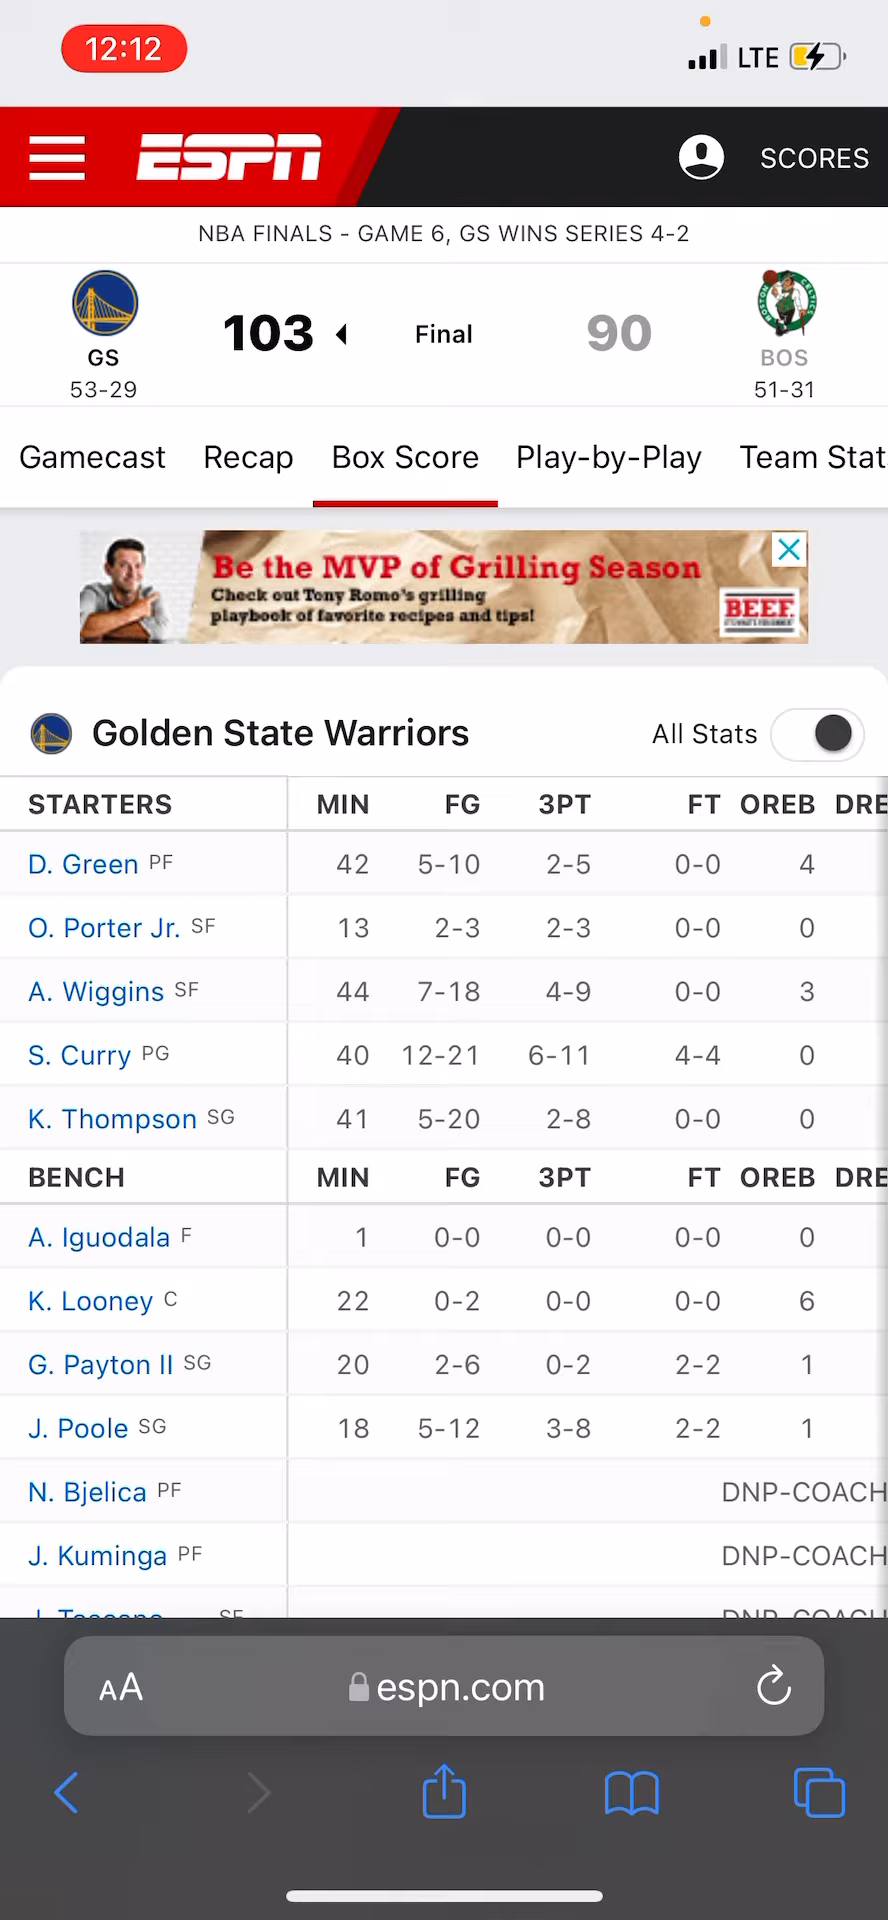 12:12 LTE
ESPN SCORES
NBA FINALS - GAME 6, GS WINS SERIES 4-2
103 Final 90
GS BOS
53-29 51-31
Gamecast Recap Box Score Play-by-Play Team Stat
Be the MVP of Grilling Season
Check out Tony Romo's grilling
playbook of favorite recipes and tips!
BEEF.
Golden State Warriors All Stats
STARTERS MIN FG 3PT FT OREB DRE
D. Green PF 42 5-10 2-5 0-0 4
O. Porter Jr. SF 13 2-3 2-3 0-0 0
A. Wiggins SF 44 7-18 4-9 0-0 3
S. Curry PG 40 12-21 6-11 4-4 0
K. Thompson SG 41 5-20 2-8 0-0 0
BENCH MIN FG 3PT FT OREB DRE
A. Iguodala F 1 0-0 0-0 0-0 0
K. Looney C 22 0-2 0-0 0-0 6
G. Payton II SG 20 2-6 0-2 2-2 1
J. Poole SG 18 5-12 3-8 2-2 1
N. Bjelica PF DNP-COACH
J. Kuminga PF DNP-COACH
AA espn.com